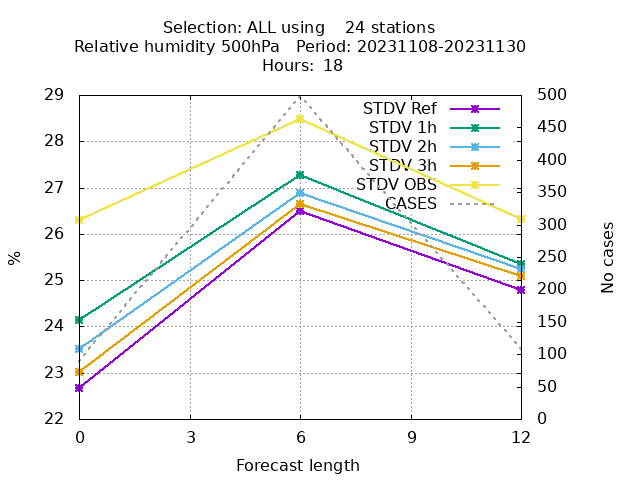 Selection: ALL using    24 stations
Relative humidity 500hPa   Period: 20231108-20231130
Hours: 18
29
28
27
26
25
24
23
22
%
500
450
400
350
300
250
200
150
100
50
0
No cases
STDV Ref
STDV 1h
STDV 2h
STDV 3h
STDV OBS
CASES
0 3 6 9 12
Forecast length